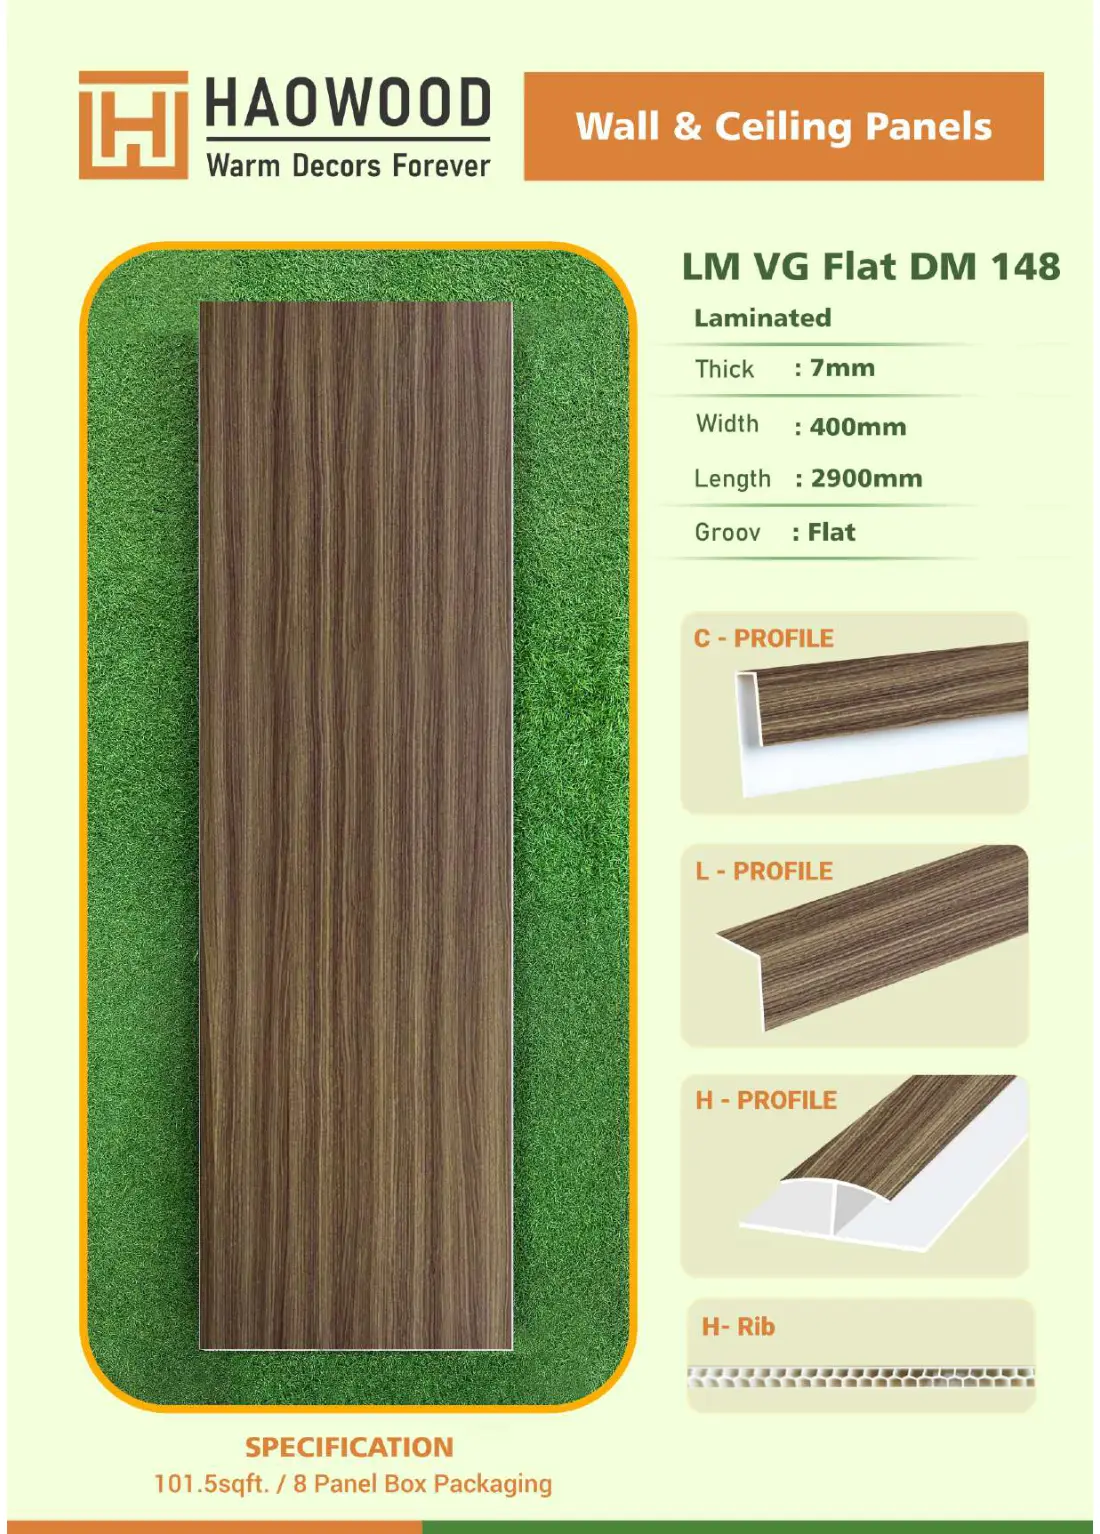 HAOWOOD
Warm Decors Forever
Wall & Ceiling Panels
LM VG Flat DM 148
Laminated
Thick : 7mm
Width : 400mm
Length : 2900mm
Groov : Flat
C - PROFILE
L - PROFILE
H - PROFILE
H- Rib
SPECIFICATION
101.5sqft. / 8 Panel Box Packaging